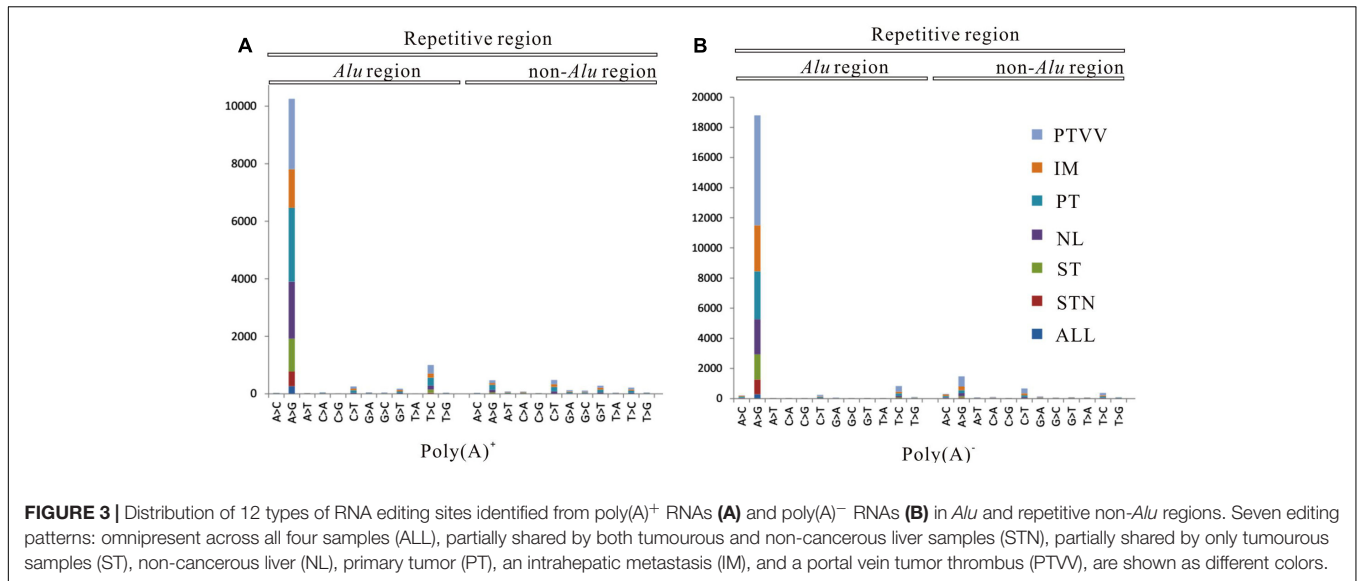 A
Repetitive region
Alu region non-Alu region
10000
8000
6000
4000
2000
0
A>C A>G A>T C>A C>G C>T G>A G>C G>T T>A T>C T>G A>C A>G A>T C>A C>G C>T G>A G>C G>T T>A T>C T>G
Poly(A)+
B
Repetitive region
Alu region non-Alu region
20000
18000
16000
14000
12000
10000
8000
6000
4000
2000
0
A>C A>G A>T C>A C>G C>T G>A G>C G>T T>A T>C T>G A>C A>G A>T C>A C>G C>T G>A G>C G>T T>A T>C T>G
Poly(A)-
PTVV
IM
PT
NL
ST
STN
ALL
FIGURE 3 | Distribution of 12 types of RNA editing sites identified from poly(A)+ RNAs (A) and poly(A)− RNAs (B) in Alu and repetitive non-Alu regions. Seven editing
patterns: omnipresent across all four samples (ALL), partially shared by both tumourous and non-cancerous liver samples (STN), partially shared by only tumourous
samples (ST), non-cancerous liver (NL), primary tumor (PT), an intrahepatic metastasis (IM), and a portal vein tumor thrombus (PTVV), are shown as different colors.